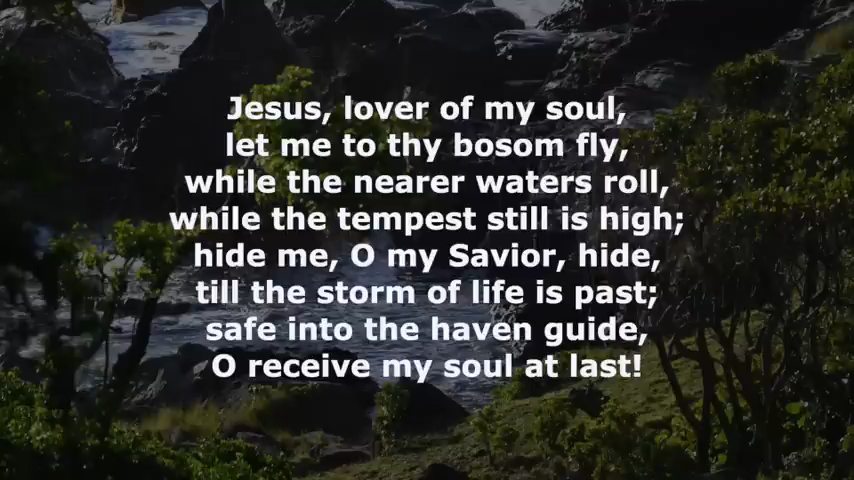 Jesus, lover of my soul,
let me to thy bosom fly,
while the nearer waters roll,
while the tempest still is high;
hide me, O my Savior, hide,
till the storm of life is past;
safe into the haven guide,
O receive my soul at last!